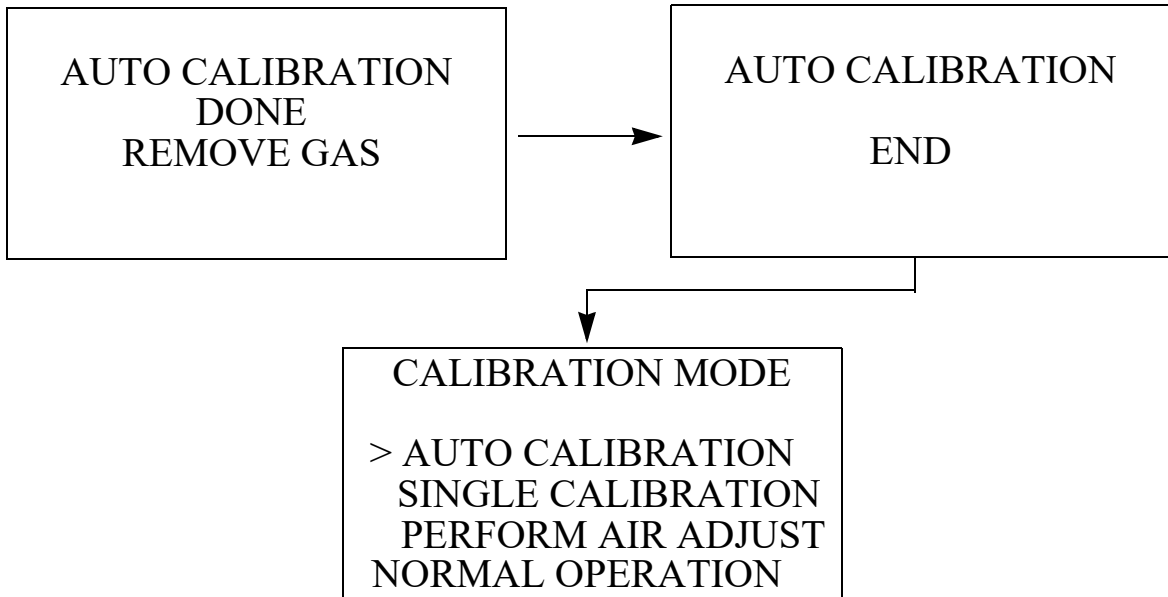 AUTO CALIBRATION
DONE
REMOVE GAS
AUTO CALIBRATION
END
CALIBRATION MODE
> AUTO CALIBRATION
SINGLE CALIBRATION
PERFORM AIR ADJUST
NORMAL OPERATION